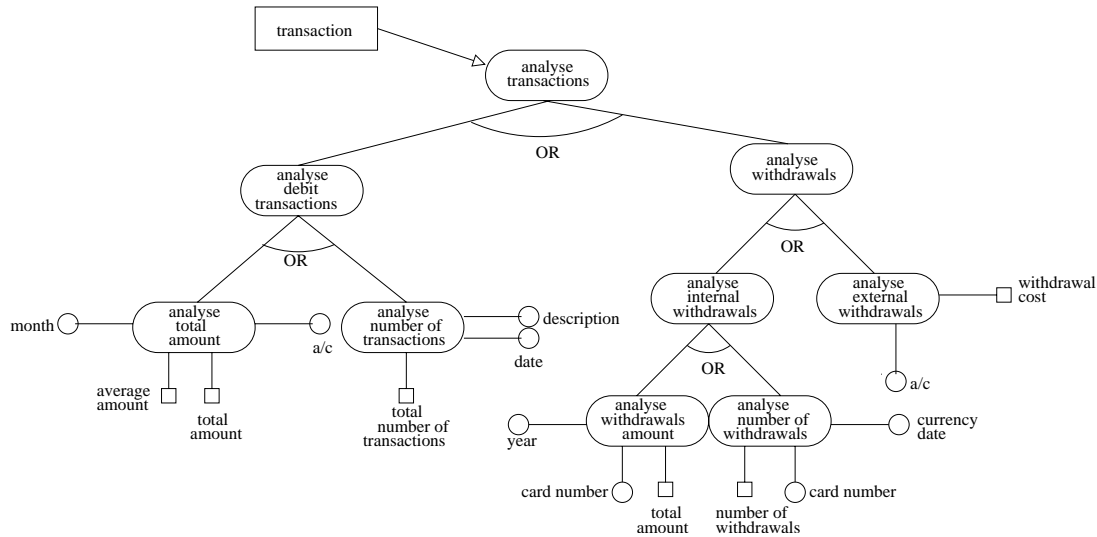 transaction
analyse
transactions
OR
analyse
debit
transactions
analyse
withdrawals
OR
OR
analyse
total
amount
month
a/c
average
amount
total
amount
analyse
number of
transactions
description
date
total
number of
transactions
analyse
internal
withdrawals
analyse
external
withdrawals
withdrawal
cost
a/c
OR
analyse
withdrawals
amount
year
card number
total
amount
analyse
number of
withdrawals
currency
date
number of
withdrawals
card number